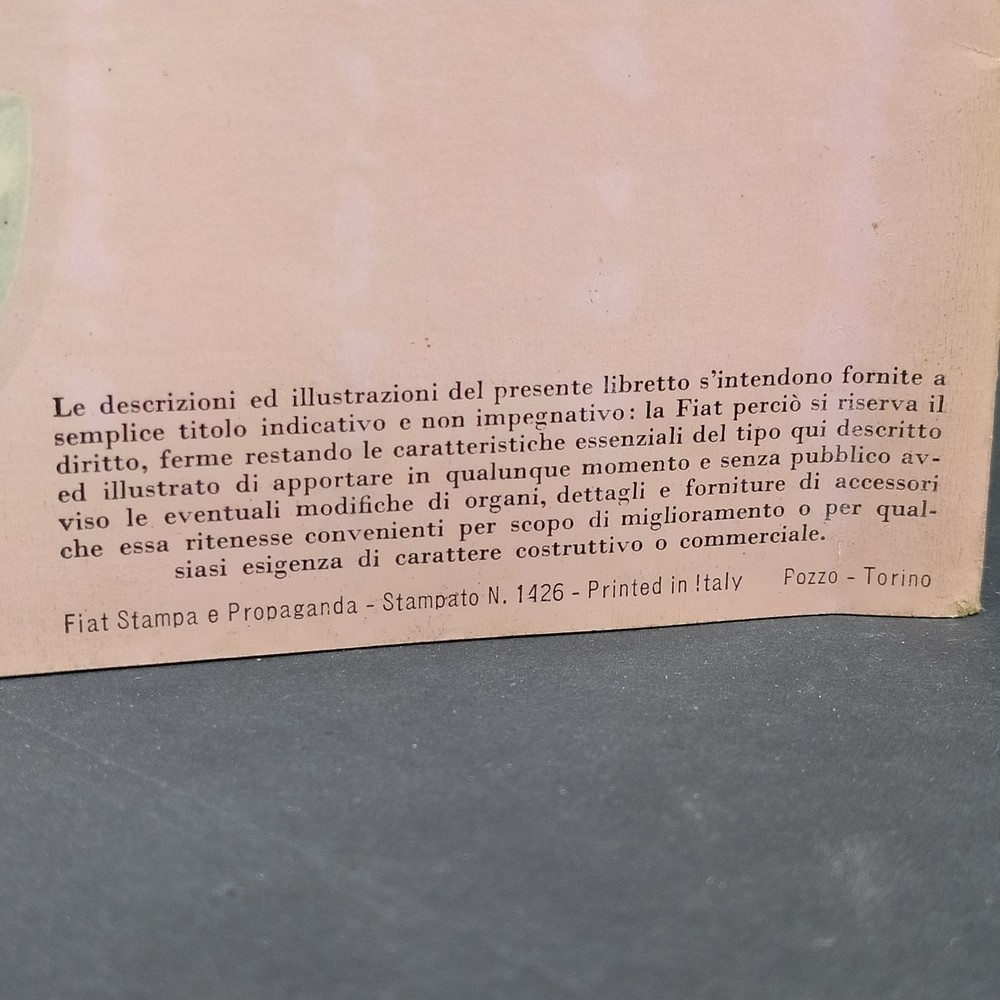 Le descrizioni ed illustrazioni del presente libretto s'intendono fornite a
semplice titolo indicativo e non impegnativo: la Fiat perciò si riserva il
diritto, ferme restando le caratteristiche essenziali del tipo qui descritto
ed illustrato di apportare in qualunque momento e senza pubblico av-
viso le eventuali modifiche di organi, dettagli e forniture di accessori
che essa ritenesse convenienti per scopo di miglioramento o per qual-
siasi esigenza di carattere costruttivo o commerciale.
Fiat Stampa e Propaganda - Stampato N. 1426 - Printed in Italy Pozzo - Torino